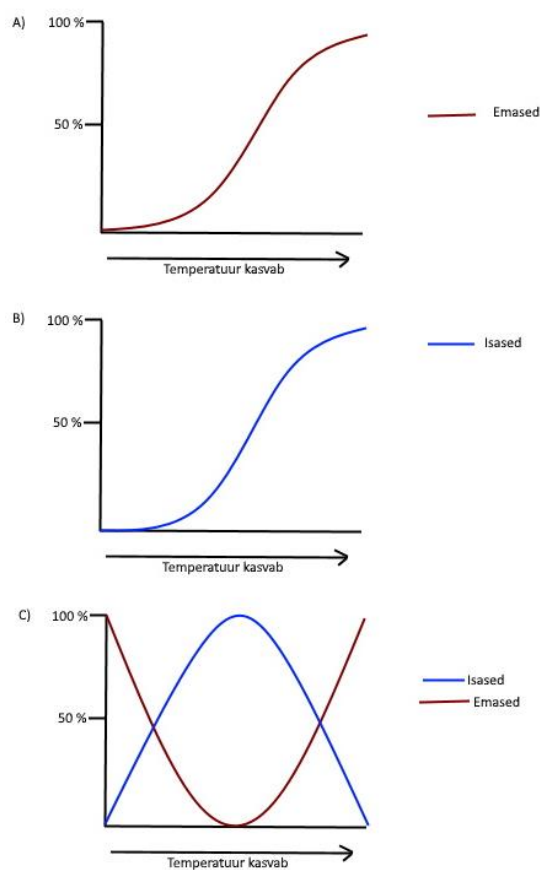 A)
100 %
50 %
Emased
Temperatuur kasvab
B)
100 %
50 %
Isased
Temperatuur kasvab
C)
100 %
50 %
Isased
Emased
Temperatuur kasvab